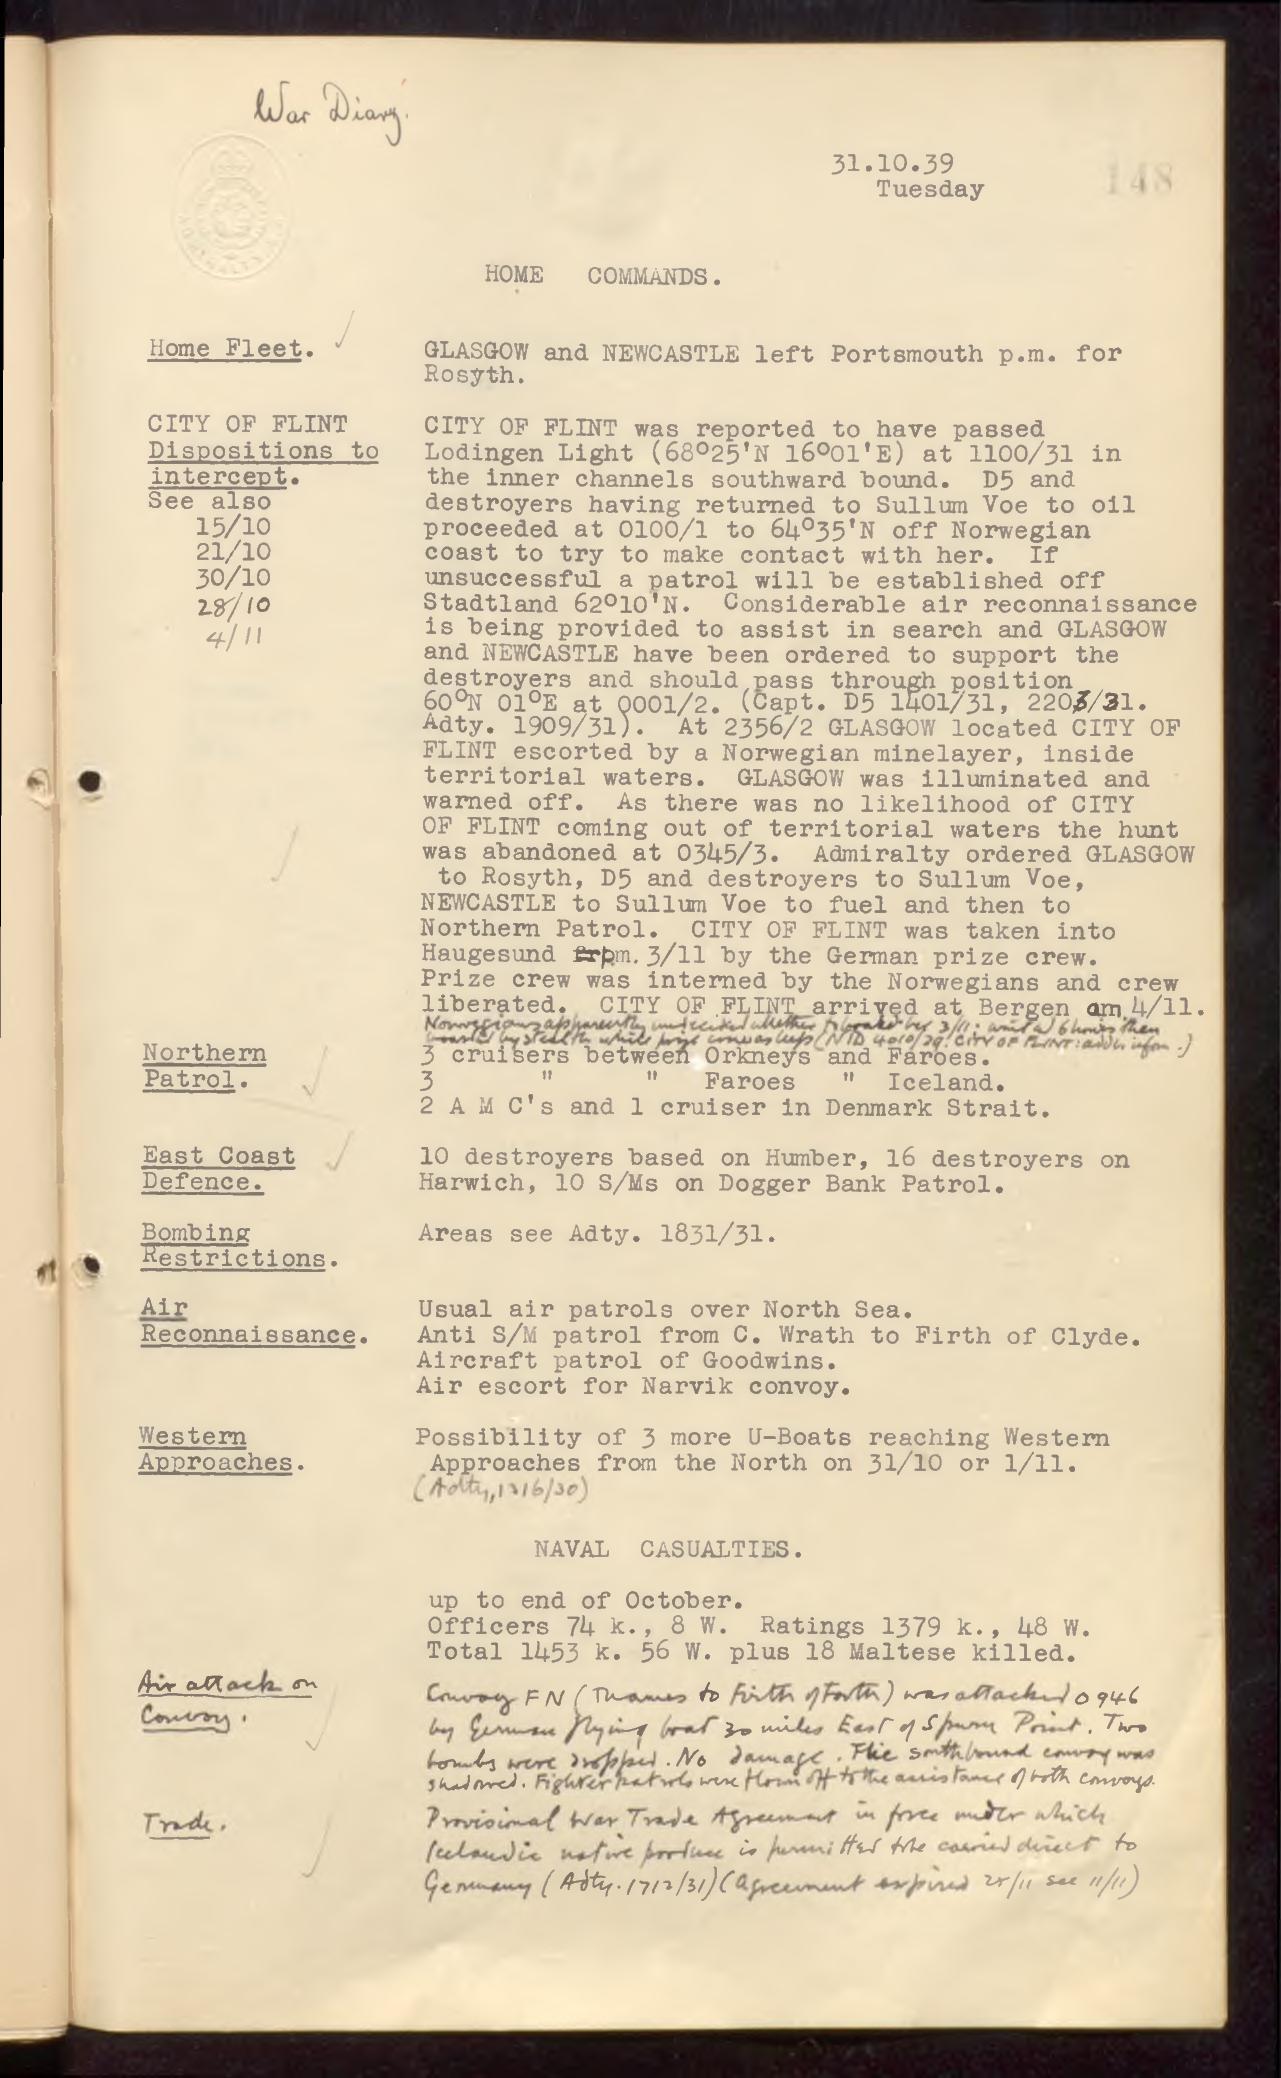 War Diary.
148
31.10.39
Tuesday
HOME COMMANDS.
Home Fleet.
GLASGOW and NEWCASTLE left Portsmouth p.m. for
Rosyth.
CITY OF FLINT
Dispositions to
intercept.
See also
15/10
21/10
30/10
28/10
4/11
CITY OF FLINT was reported to have passed
Lodingen Light (68°25'N 16°01'E) at 1100/31 in
the inner channels southward bound. D5 and
destroyers having returned to Sullum Voe to oil
proceeded at 0100/1 to 64°35'N off Norwegian
coast to try to make contact with her. If
unsuccessful a patrol will be established off
Stadtland 62°10'N. Considerable air reconnaissance
is being provided to assist in search and GLASGOW
and NEWCASTLE have been ordered to support the
destroyers and should pass through position
60°N 01°E at 0001/2. (Capt. D5 1401/31, 2203/31.
Adty. 1909/31). At 2356/2 GLASGOW located CITY OF
FLINT escorted by a Norwegian minelayer, inside
territorial waters. GLASGOW was illuminated and
warned off. As there was no likelihood of CITY
OF FLINT coming out of territorial waters the hunt
was abandoned at 0345/3. Admiralty ordered GLASGOW
to Rosyth, D5 and destroyers to Sullum Voe,
NEWCASTLE to Sullum Voe to fuel and then to
Northern Patrol. CITY OF FLINT was taken into
Haugesund pm. 3/11 by the German prize crew.
Prize crew was interned by the Norwegians and crew
liberated. CITY OF FLINT arrived at Bergen am. 4/11.
Norwegians apparently undecided whether to board her 3/11: waited 6 hours then
boarded by stealth while prize crew asleep (NID 4010/39: CITY OF FLINT: addl. inform.)
Northern
Patrol.
3 cruisers between Orkneys and Faroes.
3 " " Faroes " Iceland.
2 A M C's and 1 cruiser in Denmark Strait.
East Coast
Defence.
10 destroyers based on Humber, 16 destroyers on
Harwich, 10 S/Ms on Dogger Bank Patrol.
Bombing
Restrictions.
Areas see Adty. 1831/31.
Air
Reconnaissance.
Usual air patrols over North Sea.
Anti S/M patrol from C. Wrath to Firth of Clyde.
Aircraft patrol of Goodwins.
Air escort for Narvik convoy.
Western
Approaches.
Possibility of 3 more U-Boats reaching Western
Approaches from the North on 31/10 or 1/11.
(Adty, 1316/30)
NAVAL CASUALTIES.
up to end of October.
Officers 74 k., 8 W. Ratings 1379 k., 48 W.
Total 1453 k. 56 W. plus 18 Maltese killed.
Air attack on
Convoy.
Convoy FN (Thames to Firth of Forth) was attacked 0946
by German flying boat 30 miles East of Spurn Point. Two
bombs were dropped. No damage. The southbound convoy was
shadowed. Fighter patrols were flown off to the assistance of both convoys.
Trade.
Provisional War Trade Agreement in force under which
Icelandic native produce is permitted to be carried direct to
Germany (Adty. 1712/31) (Agreement expired 28/11 see 11/11)